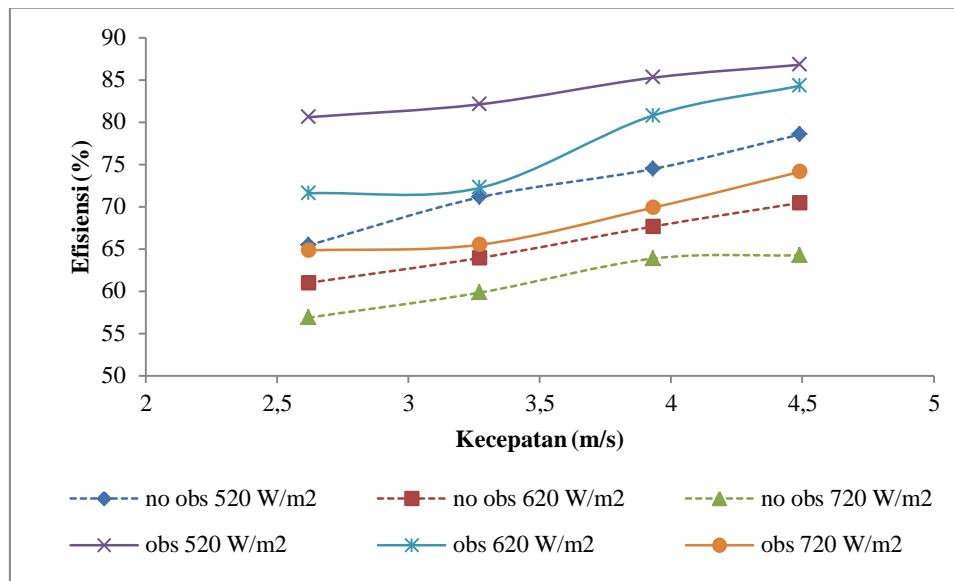 90
85
80
75
70
65
60
55
50
Efisiensi (%)
2 2,5 3 3,5 4 4,5 5
Kecepatan (m/s)
no obs 520 W/m2 no obs 620 W/m2 no obs 720 W/m2
obs 520 W/m2 obs 620 W/m2 obs 720 W/m2